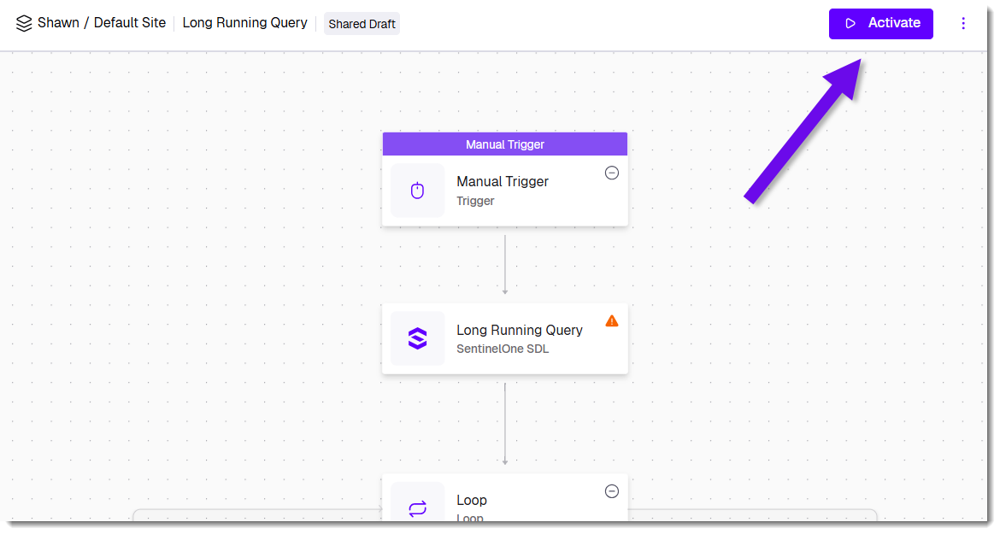 Shawn / Default Site Long Running Query Shared Draft Activate
Manual Trigger
Manual Trigger
Trigger
Long Running Query
SentinelOne SDL
Loop
Loop